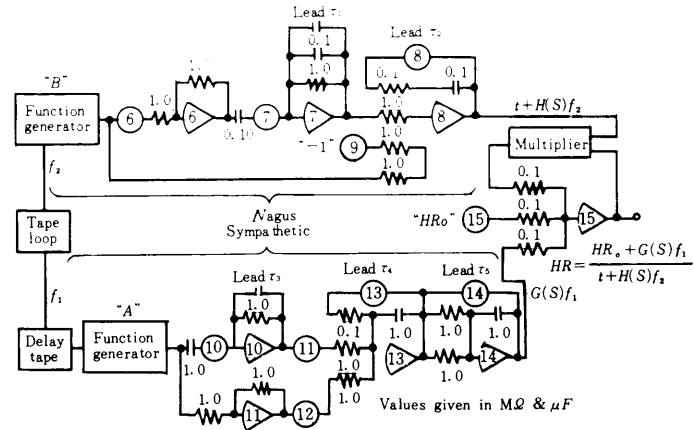 Lead τ₁
0.1
1.0
Lead τ₂
8
0.1
0.1
"B"
Function
generator
6
1.0
1.0
6
0.10
7
7
1.0
8
t+H(S)f₂
"−1"
9
1.0
1.0
Multiplier
f₂
0.1
Tape
loop
Nagus
Sympathetic
"HR₀"
15
0.1
15
0.1
HR = HR₀+G(S)f₁
t+H(S)f₂
G(S)f₁
f₁
"A"
Delay
tape
Function
generator
Lead τ₃
1.0
1.0
10
10
11
Lead τ₄
13
1.0
0.1
1.0
13
Lead τ₅
14
1.0
1.0
14
1.0
1.0
1.0
11
12
1.0
1.0
Values given in MΩ & μF